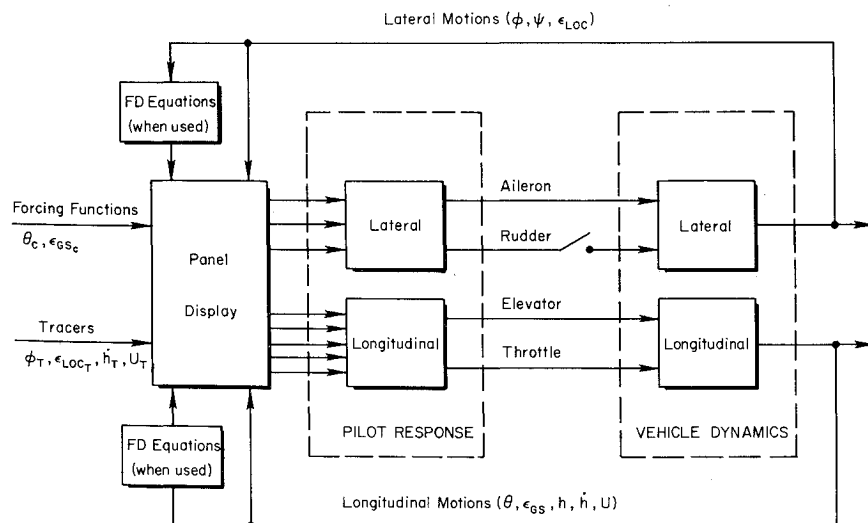 Lateral Motions (ϕ, ψ, ϵLOC)
FD Equations
(when used)
Forcing Functions
θC, ϵGSC
Panel
Display
Tracers
ϕT, ϵLOCT, ḣT, UT
Lateral
Longitudinal
PILOT RESPONSE
Aileron
Rudder
Elevator
Throttle
Lateral
Longitudinal
VEHICLE DYNAMICS
FD Equations
(when used)
Longitudinal Motions (θ, ϵGS, h, ḣ, U)